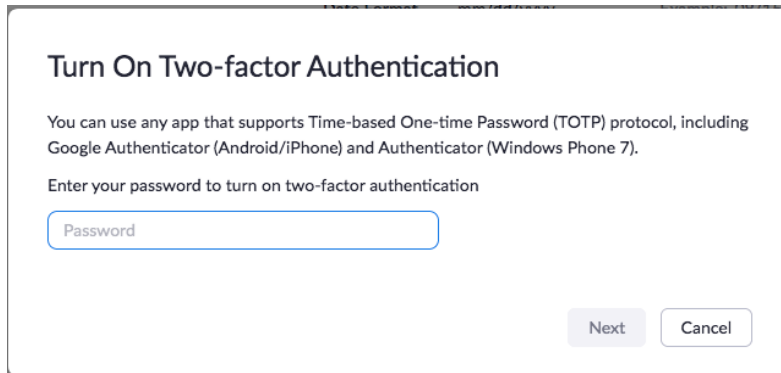 Turn On Two-factor Authentication
You can use any app that supports Time-based One-time Password (TOTP) protocol, including
Google Authenticator (Android/iPhone) and Authenticator (Windows Phone 7).
Enter your password to turn on two-factor authentication
Password
Next
Cancel